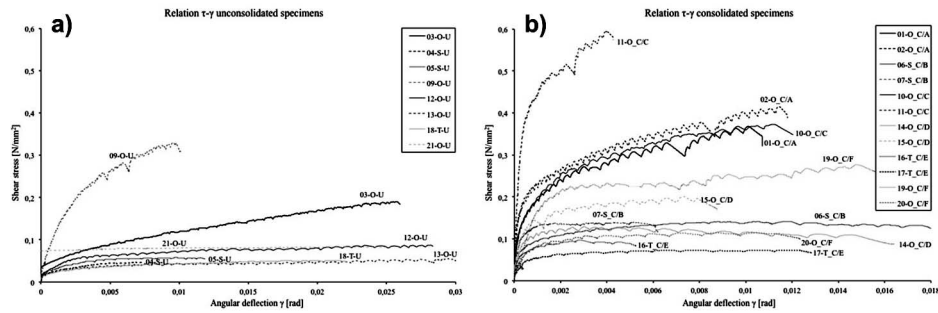 Relation τ-γ unconsolidated specimens
a)
0,6
0,5
0,4
0,3
0,2
0,1
0
Shear stress [N/mm²]
0
0,005
0,01
0,015
0,02
0,025
0,03
Angular deflection γ [rad]
09-O-U
03-O-U
21-O-U
12-O-U
04-S-U
05-S-U
18-T-U
13-O-U
03-O-U
04-S-U
05-S-U
09-O-U
12-O-U
13-O-U
18-T-U
21-O-U
Relation τ-γ consolidated specimens
b)
0,6
0,5
0,4
0,3
0,2
0,1
0
Shear stress [N/mm²]
0
0,002
0,004
0,006
0,008
0,01
0,012
0,014
0,016
0,018
Angular deflection γ [rad]
11-O_C/C
02-O_C/A
10-O_C/C
01-O_C/A
19-O_C/F
15-O_C/D
07-S_C/B
06-S_C/B
16-T_C/E
20-O_C/F
14-O_C/D
17-T_C/E
01-O_C/A
02-O_C/A
06-S_C/B
07-S_C/B
10-O_C/C
11-O_C/C
14-O_C/D
15-O_C/D
16-T_C/E
17-T_C/E
19-O_C/F
20-O_C/F